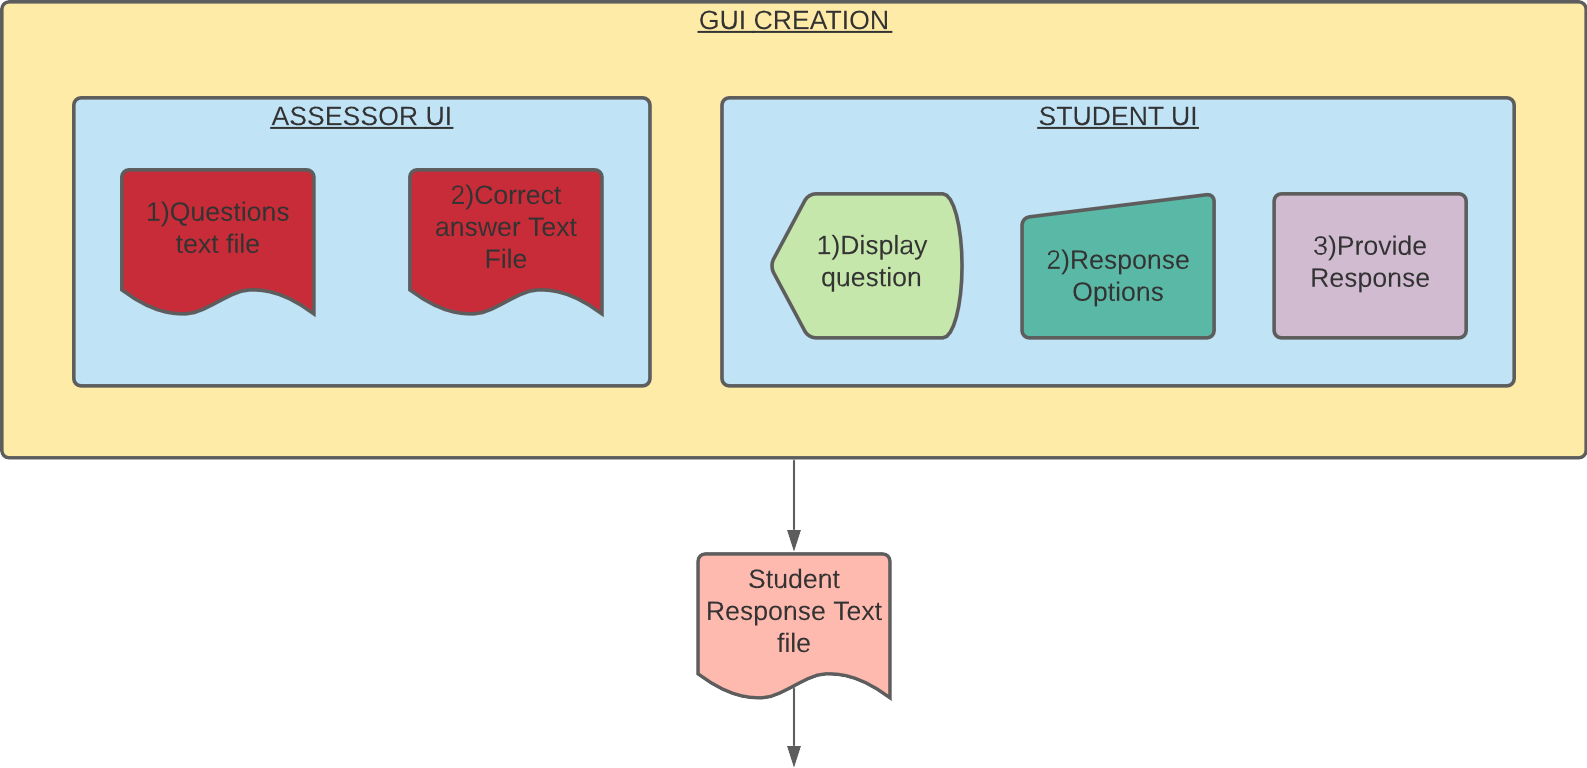 GUI CREATION
ASSESSOR UI
1)Questions
text file
2)Correct
answer Text
File
STUDENT UI
1)Display
question
2)Response
Options
3)Provide
Response
Student
Response Text
file